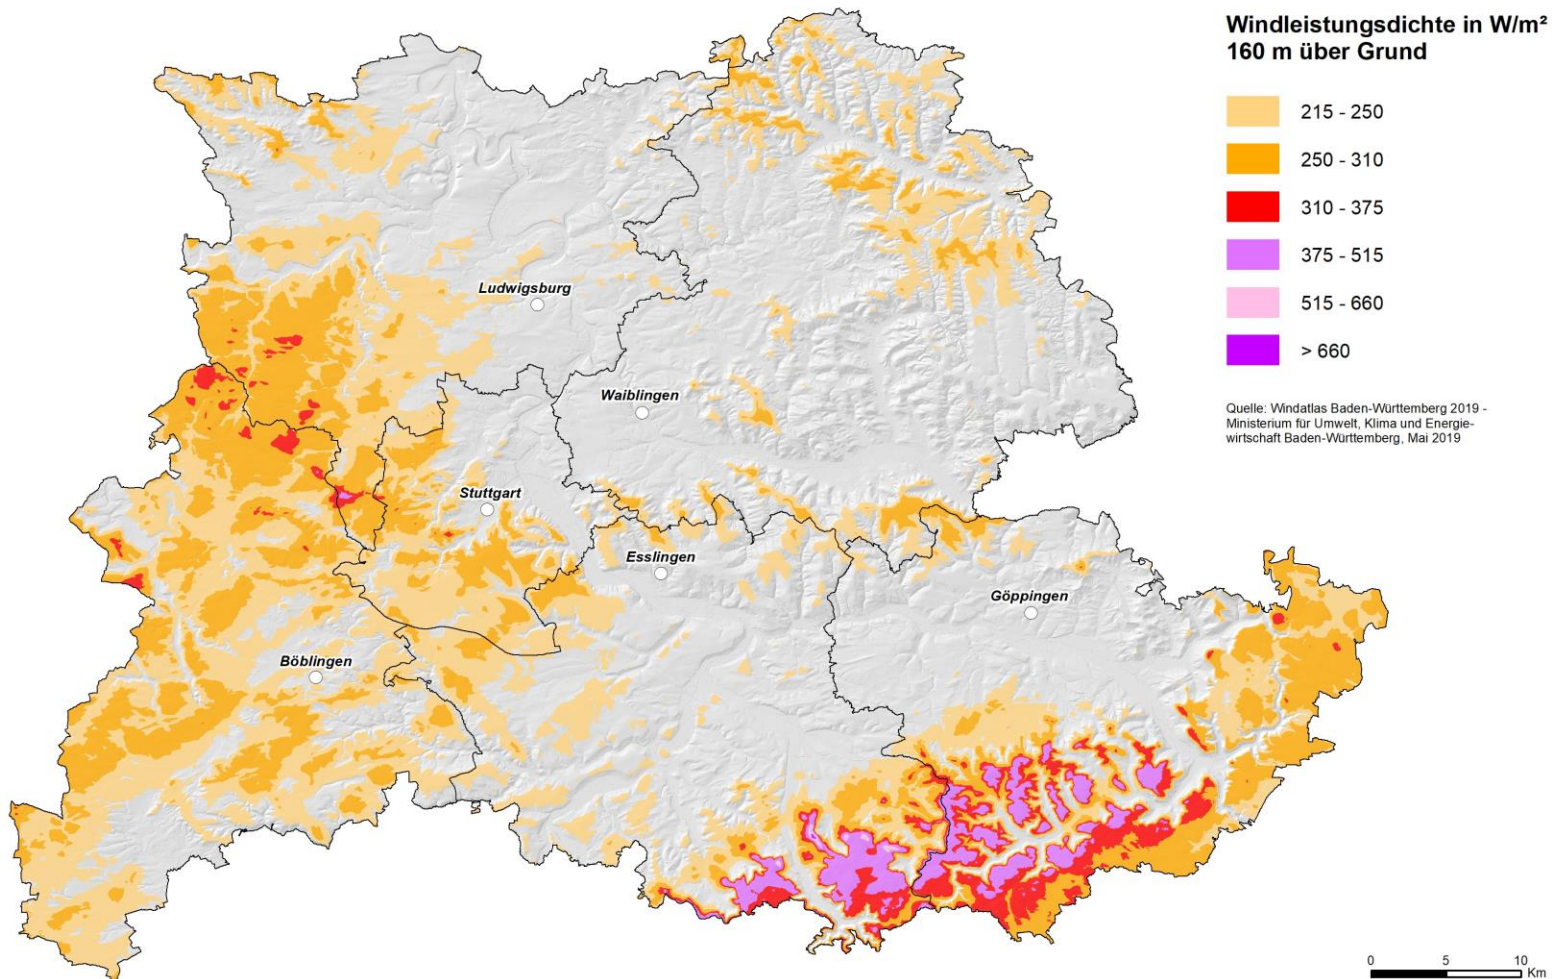 Windleistungsdichte in W/m²
160 m über Grund
215 - 250
250 - 310
310 - 375
375 - 515
515 - 660
> 660
Quelle: Windatlas Baden-Württemberg 2019 -
Ministerium für Umwelt, Klima und Energie-
wirtschaft Baden-Württemberg, Mai 2019
Ludwigsburg
Waiblingen
Stuttgart
Esslingen
Göppingen
Böblingen
0 5 10
Km